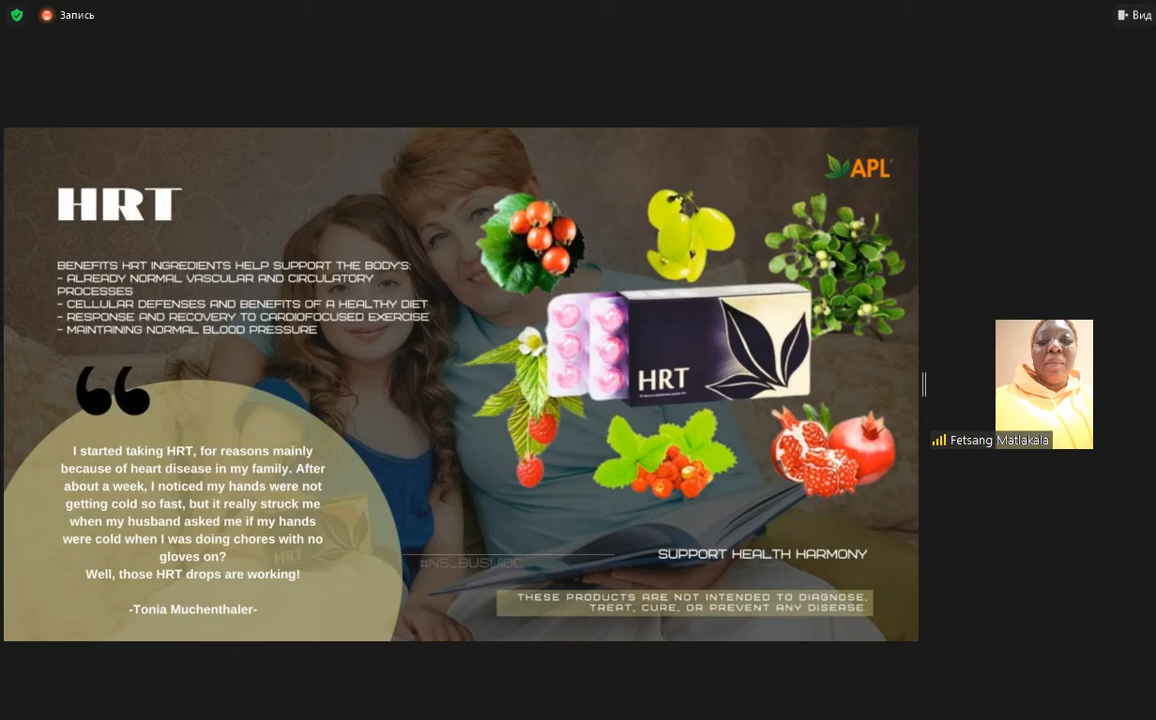 Запись
Вид
APL
HRT
BENEFITS HRT INGREDIENTS HELP SUPPORT THE BODY'S:
- ALREADY NORMAL VASCULAR AND CIRCULATORY
PROCESSES
- CELLULAR DEFENSES AND BENEFITS OF A HEALTHY DIET
- RESPONSE AND RECOVERY TO CARDIOFOCUSED EXERCISE
- MAINTAINING NORMAL BLOOD PRESSURE
HRT
I started taking HRT, for reasons mainly
because of heart disease in my family. After
about a week, I noticed my hands were not
getting cold so fast, but it really struck me
when my husband asked me if my hands
were cold when I was doing chores with no
gloves on?
Well, those HRT drops are working!
-Tonia Muchenthaler-
HRT
SUPPORT HEALTH HARMONY
THESE PRODUCTS ARE NOT INTENDED TO DIAGNOSE,
TREAT, CURE, OR PREVENT ANY DISEASE.
Fetsang Matlakala